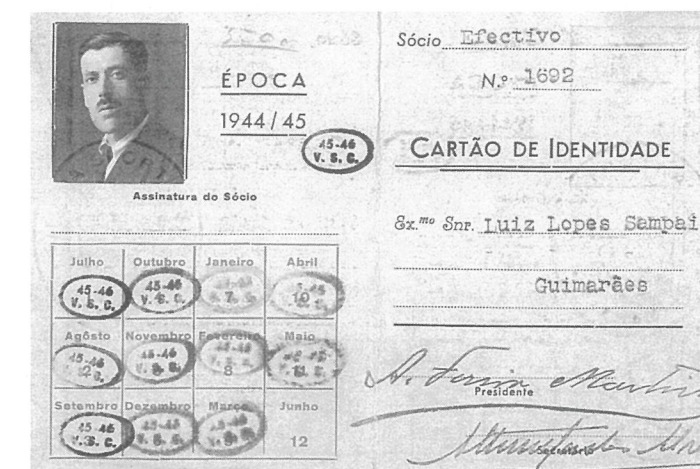 ÉPOCA
1944/45
45-46
V. S. C.
Assinatura do Sócio
Julho
Outubro
Janeiro
Abril
45-46
V. S. C.
45-46
V. S. C.
7
10
Agôsto
Novembro
Fevereiro
Maio
45-46
2
45-46
8
Setembro
Dezembro
Março
Junho
45-46
V. S. C.
12
Sócio Efectivo
N.º 1692
CARTÃO DE IDENTIDADE
Ex.mo Snr. Luiz Lopes Sampai
Guimarães
A.
Presidente
Secretário